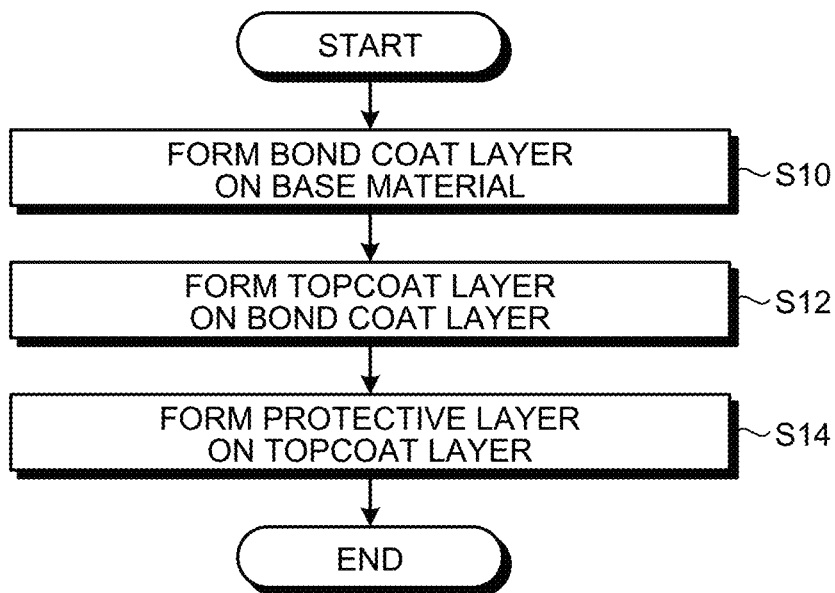 START
FORM BOND COAT LAYER
ON BASE MATERIAL
S10
FORM TOPCOAT LAYER
ON BOND COAT LAYER
S12
FORM PROTECTIVE LAYER
ON TOPCOAT LAYER
S14
END